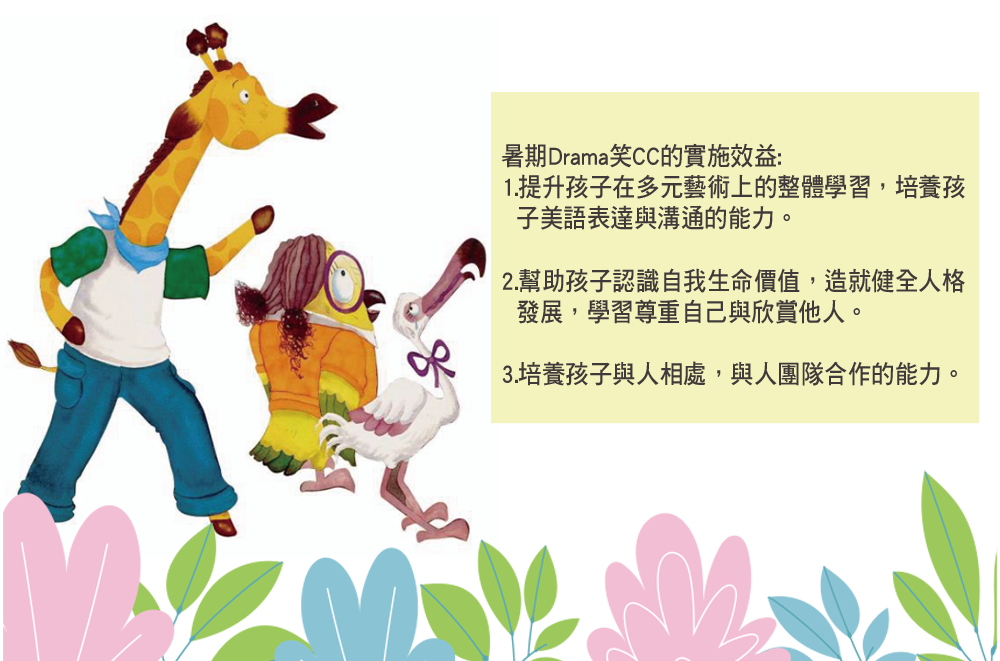 暑期Drama笑CC的實施效益:
1.提升孩子在多元藝術上的整體學習，培養孩
子美語表達與溝通的能力。
2.幫助孩子認識自我生命價值，造就健全人格
發展，學習尊重自己與欣賞他人。
3.培養孩子與人相處，與人團隊合作的能力。